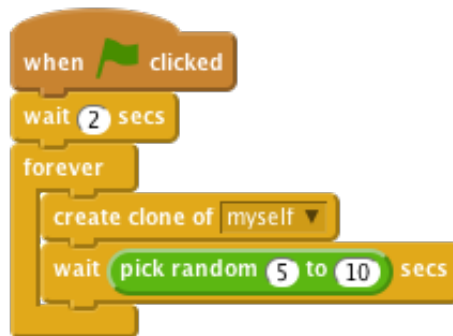 when clicked
wait 2 secs
forever
create clone of myself
wait pick random 5 to 10 secs